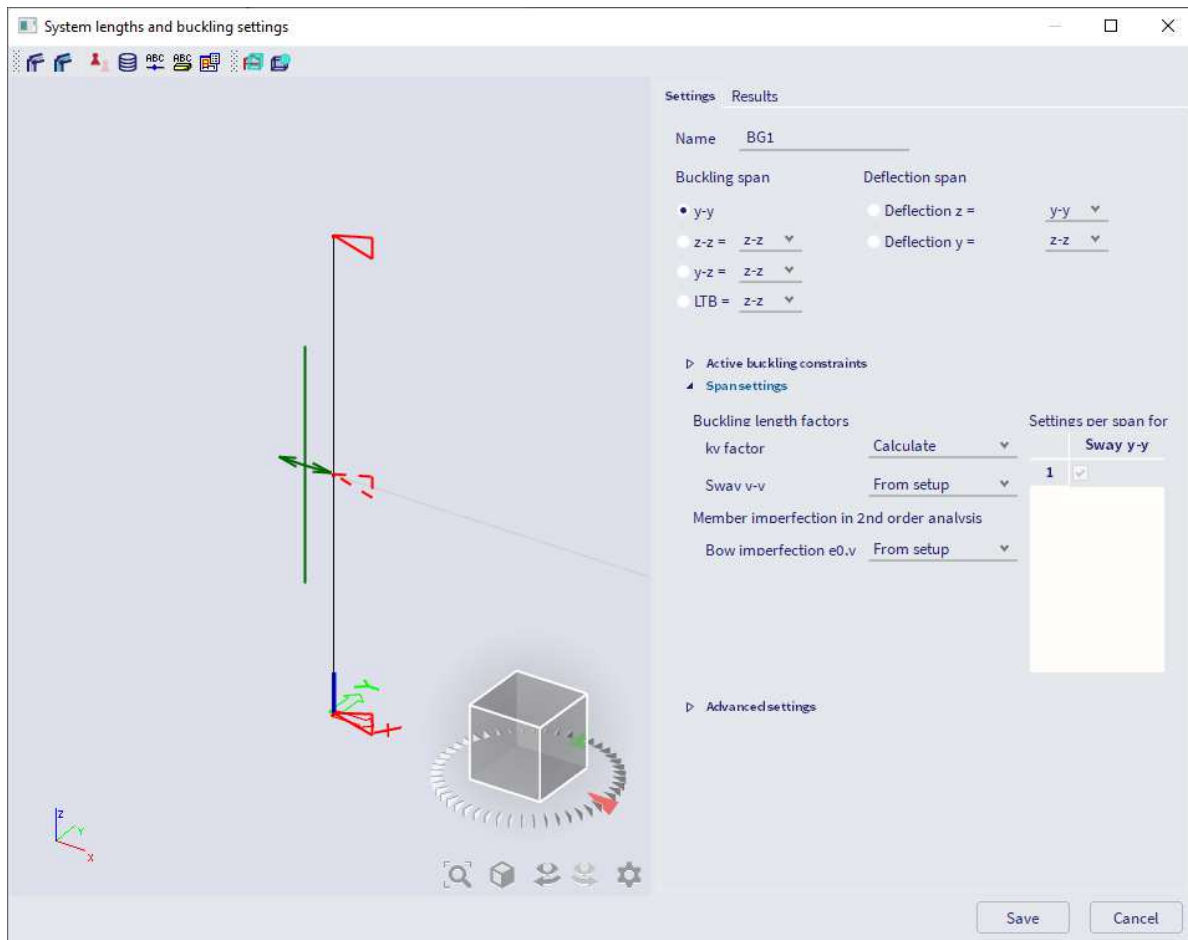 System lengths and buckling settings
ABC ABC
Settings Results
Name BG1
Buckling span Deflection span
y-y Deflection z = y-y
z-z = z-z Deflection y = z-z
y-z = z-z
LTB = z-z
Active buckling constraints
Span settings
Buckling length factors Settings per span for
ky factor Calculate Sway y-y
1
Sway y-y From setup
Member imperfection in 2nd order analysis
Bow imperfection e0,y From setup
Advanced settings
Y
X
Z
Y
X
Save Cancel